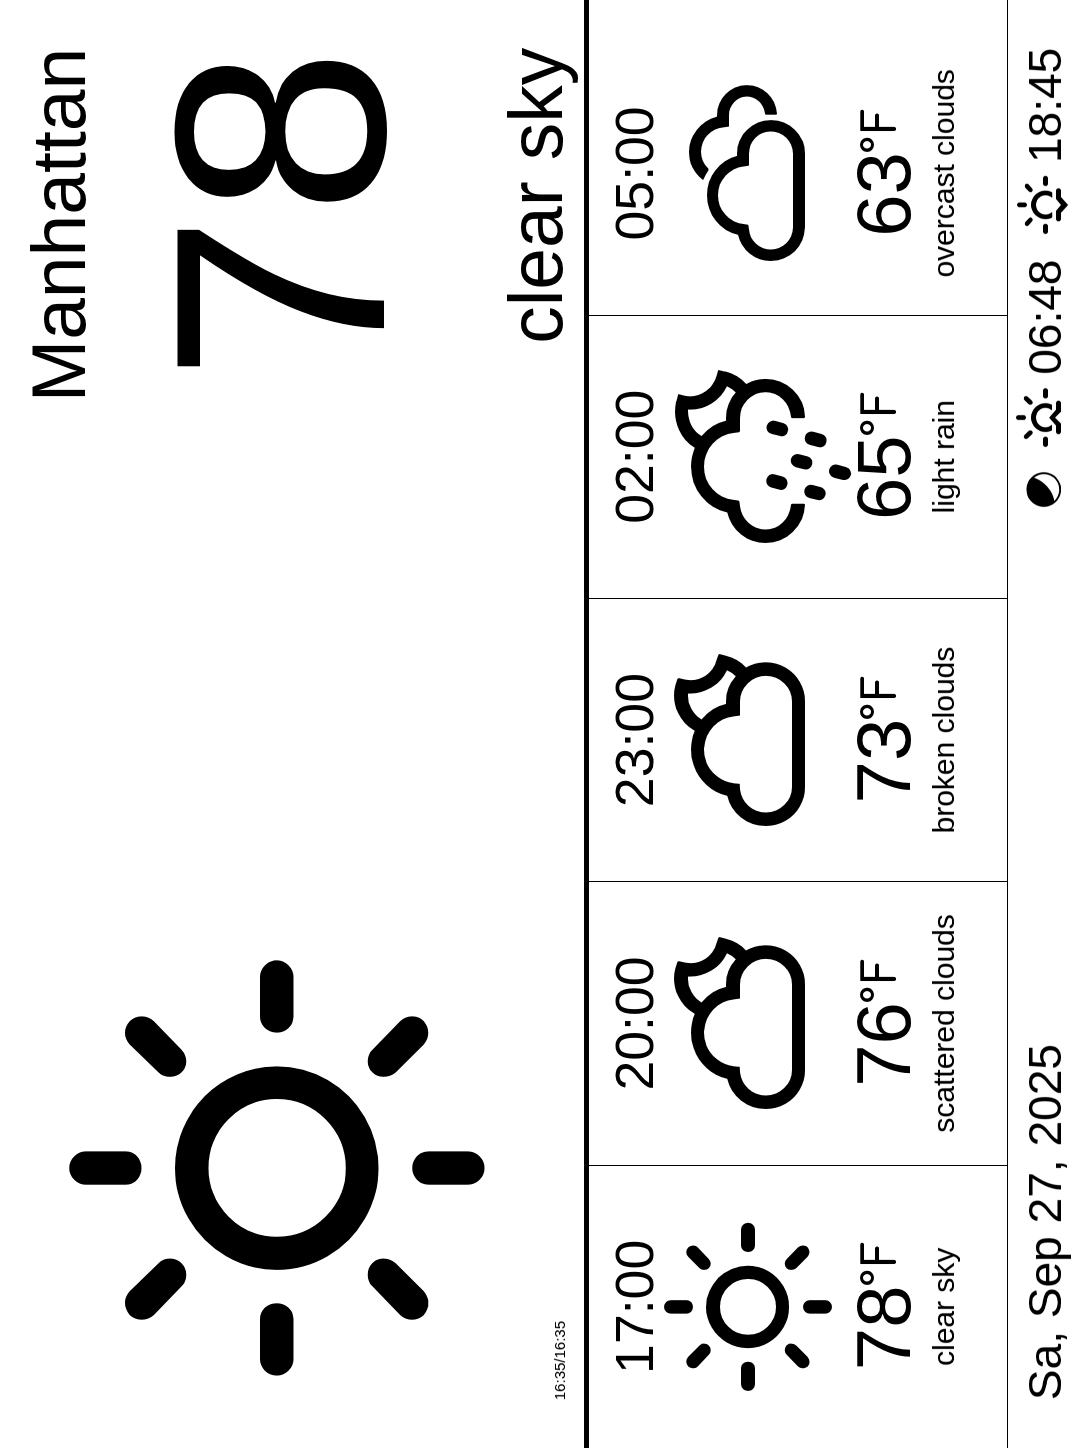 Manhattan
78
clear sky
16:35/16:35
17:00
78°F
clear sky
20:00
76°F
scattered clouds
23:00
73°F
broken clouds
02:00
65°F
light rain
05:00
63°F
overcast clouds
Sa, Sep 27, 2025
06:48
18:45